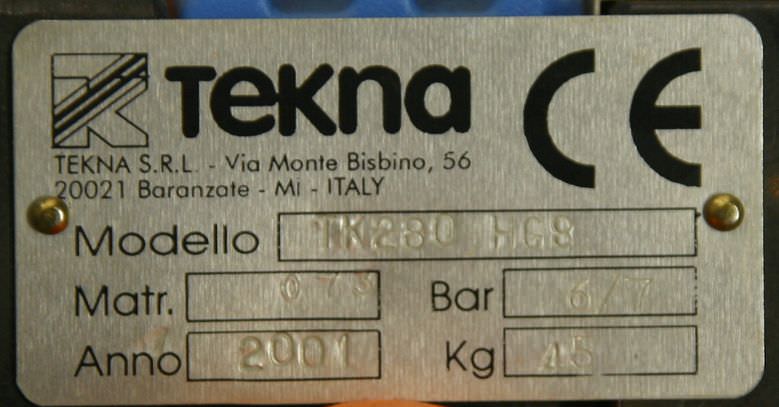 TEKNA
CE
TEKNA S.R.L. - Via Monte Bisbino, 56
20021 Baranzate - MI - ITALY
Modello TK280 HG8
Matr. 073 Bar 6/7
Anno 2001 Kg 45